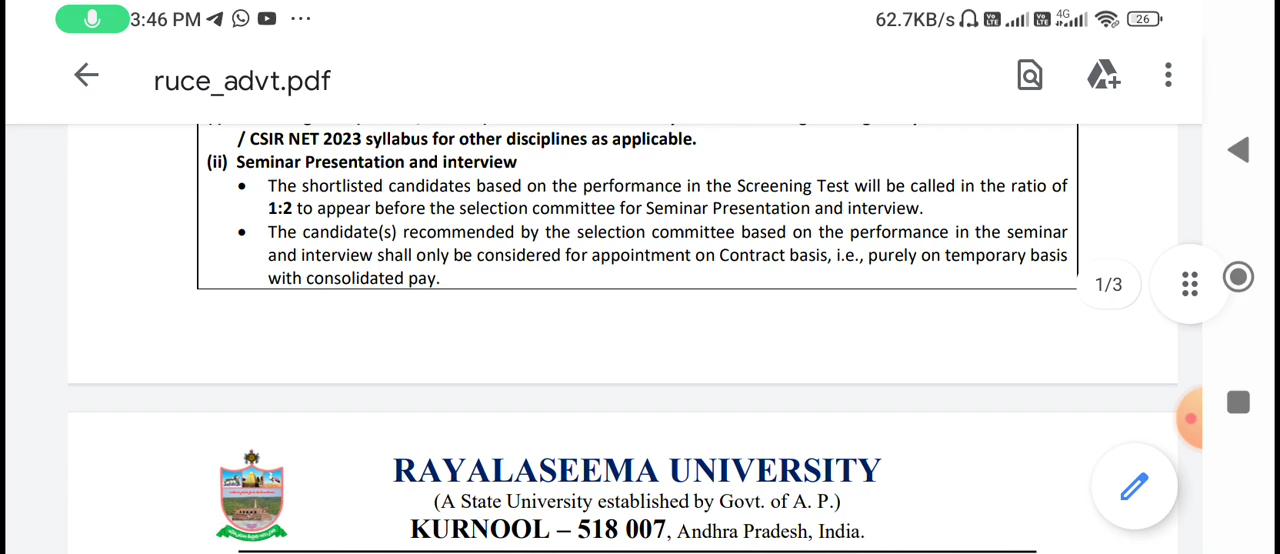 3:46 PM
62.7KB/s
4G
26
ruce_advt.pdf
/ CSIR NET 2023 syllabus for other disciplines as applicable.
(ii) Seminar Presentation and interview
• The shortlisted candidates based on the performance in the Screening Test will be called in the ratio of
1:2 to appear before the selection committee for Seminar Presentation and interview.
• The candidate(s) recommended by the selection committee based on the performance in the seminar
and interview shall only be considered for appointment on Contract basis, i.e., purely on temporary basis
with consolidated pay.
1/3
RAYALASEEMA UNIVERSITY
(A State University established by Govt. of A. P.)
KURNOOL – 518 007, Andhra Pradesh, India.